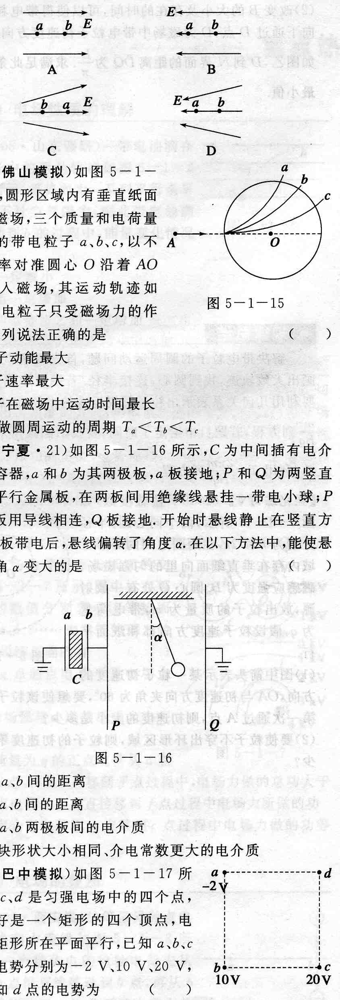 E
a b E
a b
A
B
b a E
E a b
C
D
佛山模拟)如图 5-1-
,圆形区域内有垂直纸面
磁场,三个质量和电荷量
的带电粒子 a、b、c,以不
率对准圆心 O 沿着 AO
入磁场,其运动轨迹如
电粒子只受磁场力的作
列说法正确的是 ( )
a
b
c
A
O
图 5-1-15
子动能最大
子速率最大
子在磁场中运动时间最长
做圆周运动的周期 Ta<Tb<Tc
宁夏·21)如图 5-1-16 所示,C 为中间插有电介
容器,a 和 b 为其两极板,a 板接地;P 和 Q 为两竖直
平行金属板,在两板间用绝缘线悬挂一带电小球;P
板用导线相连,Q 板接地.开始时悬线静止在竖直方
板带电后,悬线偏转了角度 α.在以下方法中,能使悬
角 α 变大的是 ( )
a b
α
C
P
Q
图 5-1-16
a、b 间的距离
a、b 间的距离
a、b 两极板间的电介质
块形状大小相同、介电常数更大的电介质
巴中模拟)如图 5-1-17 所
c、d 是匀强电场中的四个点,
好是一个矩形的四个顶点,电
矩形所在平面平行,已知 a、b、c
电势分别为-2 V、10 V、20 V,
知 d 点的电势为 ( )
a
d
-2 V
b
c
10 V
20 V